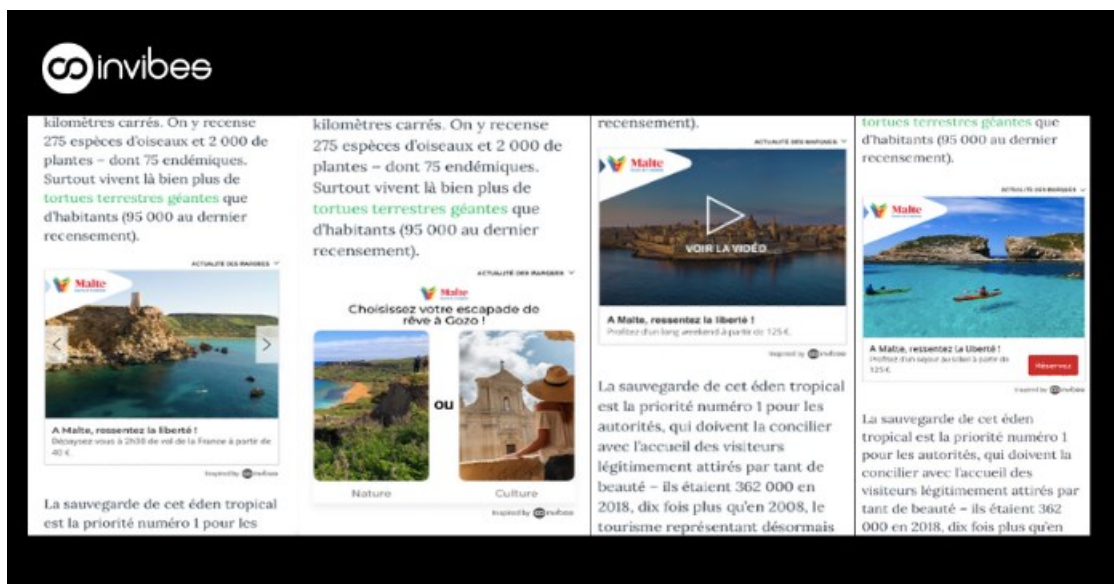 invibes
kilomètres carrés. On y recense
275 espèces d'oiseaux et 2 000 de
plantes – dont 75 endémiques.
Surtout vivent là bien plus de
tortues terrestres géantes que
d'habitants (95 000 au dernier
recensement).
ACTUALITÉ DES MARQUES
Malte
A Malte, ressentez la liberté !
Dépaysez vous à 2h30 de vol de la France à partir de
40 €.
Inspired by invibes
La sauvegarde de cet éden tropical
est la priorité numéro 1 pour les
kilomètres carrés. On y recense
275 espèces d'oiseaux et 2 000 de
plantes – dont 75 endémiques.
Surtout vivent là bien plus de
tortues terrestres géantes que
d'habitants (95 000 au dernier
recensement).
ACTUALITÉ DES MARQUES
Malte
Choisissez votre escapade de
rêve à Gozo !
ou
Nature
Culture
Inspired by invibes
recensement).
ACTUALITÉ DES MARQUES
Malte
VOIR LA VIDÉO
A Malte, ressentez la liberté !
Profitez d'un long weekend à partir de 125 €.
Inspired by invibes
La sauvegarde de cet éden tropical
est la priorité numéro 1 pour les
autorités, qui doivent la concilier
avec l'accueil des visiteurs
légitimement attirés par tant de
beauté – ils étaient 362 000 en
2018, dix fois plus qu'en 2008, le
tourisme représentant désormais
tortues terrestres géantes que
d'habitants (95 000 au dernier
recensement).
ACTUALITÉ DES MARQUES
Malte
A Malte, ressentez la liberté !
Profitez d'un séjour au soleil à partir de
125 €.
Réservez
Inspired by invibes
La sauvegarde de cet éden
tropical est la priorité numéro 1
pour les autorités, qui doivent la
concilier avec l'accueil des
visiteurs légitimement attirés par
tant de beauté – ils étaient 362
000 en 2018, dix fois plus qu'en